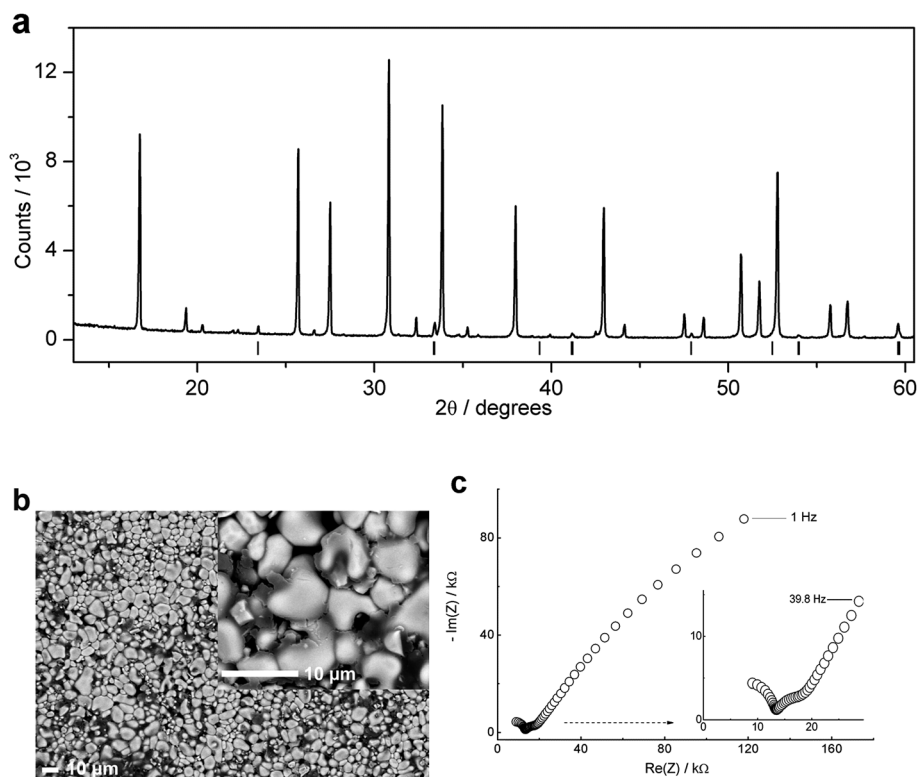 a
Counts / 10³
12
8
4
0
20
30
40
50
60
2θ / degrees
b
10 µm
10 µm
c
- Im(Z) / kΩ
80
40
0
0
40
80
120
160
Re(Z) / kΩ
1 Hz
39.8 Hz
10
0
0
10
20